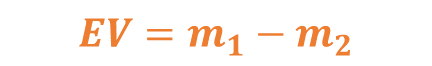 EV = m₁ − m₂